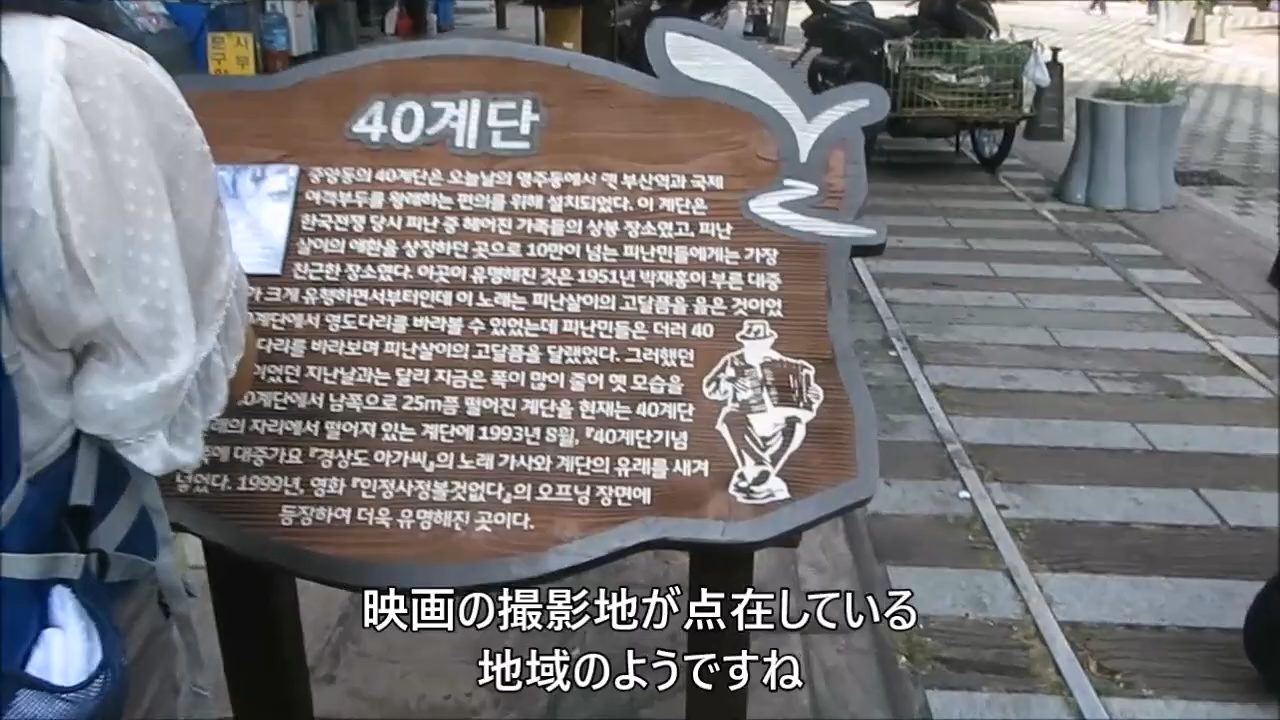 40계단
중앙동의 40계단은 오늘날의 영주동에서 옛 부산역과 국제
여객부두를 왕래하는 편의를 위해 설치되었다. 이 계단은
한국전쟁 당시 피난 중 헤어진 가족들의 상봉 장소였고, 피난
살이의 애환을 상징하던 곳으로 10만이 넘는 피난민들에게는 가장
친근한 장소였다. 이곳이 유명해진 것은 1951년 박재홍이 부른 대중
가 크게 유행하면서부터인데 이 노래는 피난살이의 고달픔을 읊은 것이었
계단에서 영도다리를 바라볼 수 있었는데 피난민들은 더러 40
다리를 바라보며 피난살이의 고달픔을 달랬었다. 그러했던
이었던 지난날과는 달리 지금은 폭이 많이 줄어 옛 모습을
0계단에서 남쪽으로 25m쯤 떨어진 계단을 현재는 40계단
래의 자리에서 떨어져 있는 계단에 1993년 8월, 『40계단기념
에 대중가요 『경상도 아가씨』의 노래 가사와 계단의 유래를 새겨
넣었다. 1999년, 영화 『인정사정볼것없다』의 오프닝 장면에
등장하여 더욱 유명해진 곳이다.
映画の撮影地が点在している
地域のようですね